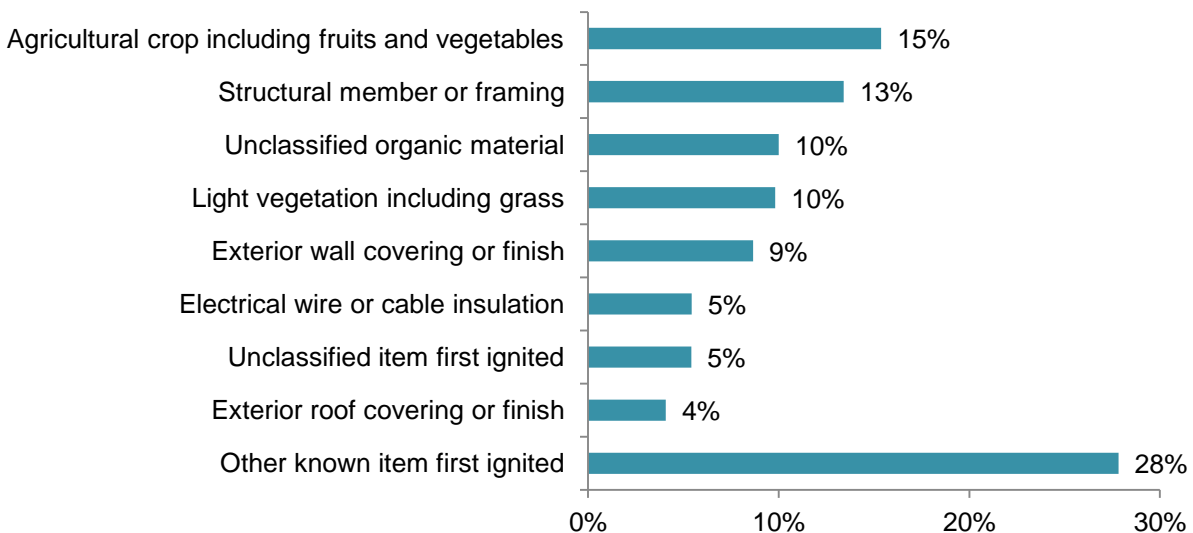 Agricultural crop including fruits and vegetables 15%
Structural member or framing 13%
Unclassified organic material 10%
Light vegetation including grass 10%
Exterior wall covering or finish 9%
Electrical wire or cable insulation 5%
Unclassified item first ignited 5%
Exterior roof covering or finish 4%
Other known item first ignited 28%
0% 10% 20% 30%